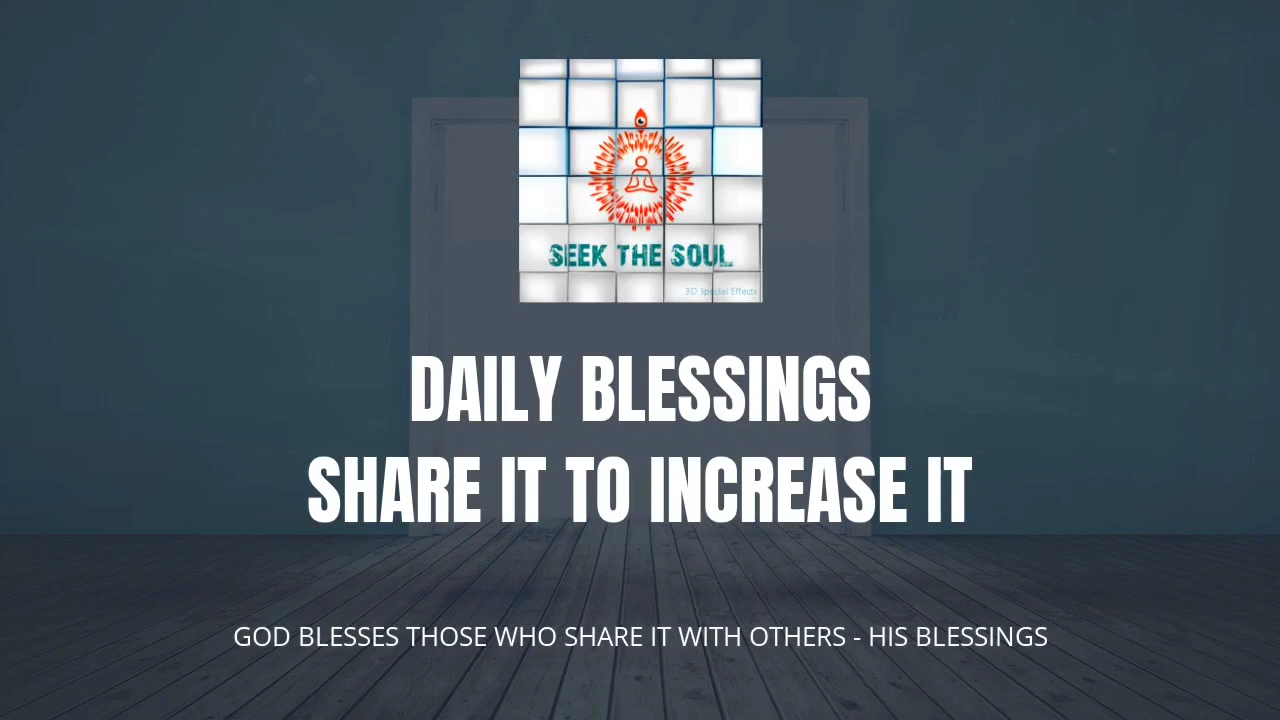 SEEK THE SOUL
3D Special Effects
DAILY BLESSINGS
SHARE IT TO INCREASE IT
GOD BLESSES THOSE WHO SHARE IT WITH OTHERS - HIS BLESSINGS